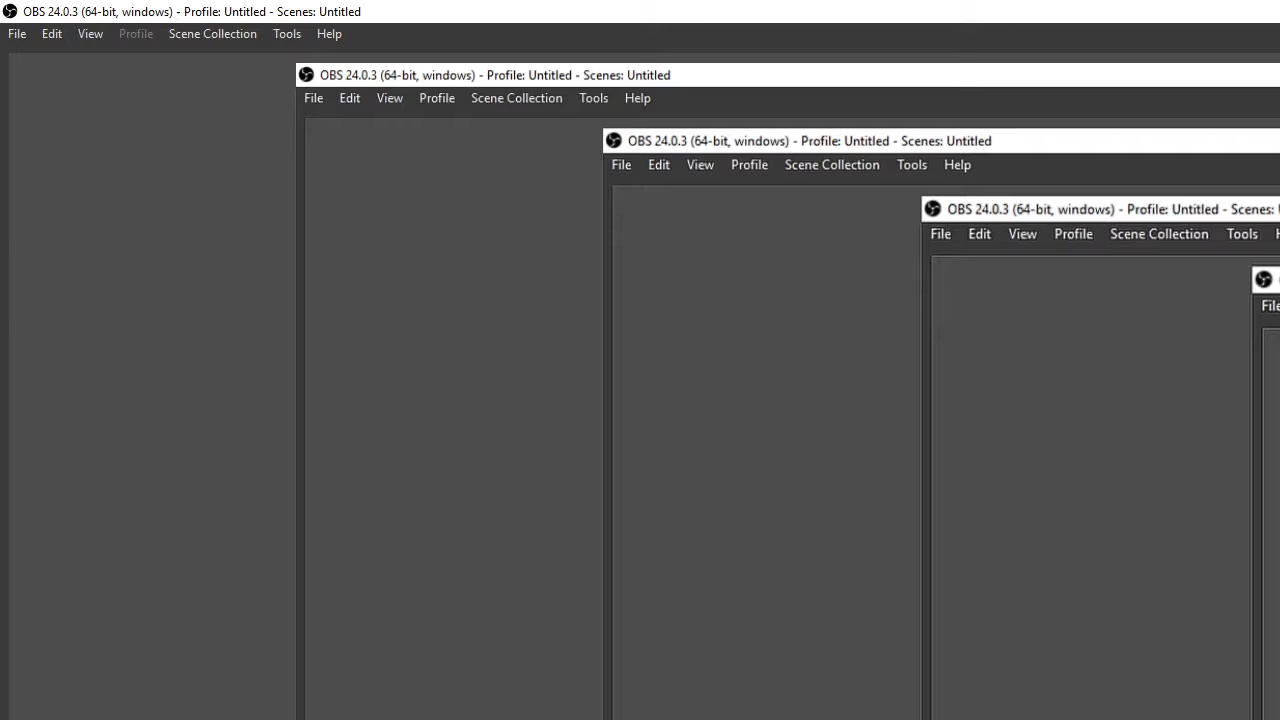 OBS 24.0.3 (64-bit, windows) - Profile: Untitled - Scenes: Untitled
File Edit View Profile Scene Collection Tools Help
OBS 24.0.3 (64-bit, windows) - Profile: Untitled - Scenes: Untitled
File Edit View Profile Scene Collection Tools Help
OBS 24.0.3 (64-bit, windows) - Profile: Untitled - Scenes: Untitled
File Edit View Profile Scene Collection Tools Help
OBS 24.0.3 (64-bit, windows) - Profile: Untitled - Scenes:
File Edit View Profile Scene Collection Tools
File